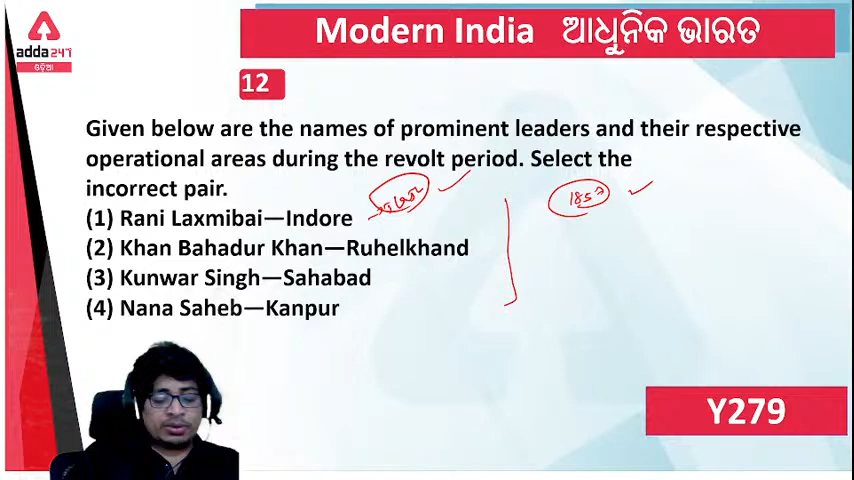 adda247
ଓଡ଼ିଆ
Modern India ଆଧୁନିକ ଭାରତ
12
Given below are the names of prominent leaders and their respective
operational areas during the revolt period. Select the
incorrect pair.
(1) Rani Laxmibai—Indore
1857
(2) Khan Bahadur Khan—Ruhelkhand
(3) Kunwar Singh—Sahabad
(4) Nana Saheb—Kanpur
Y279